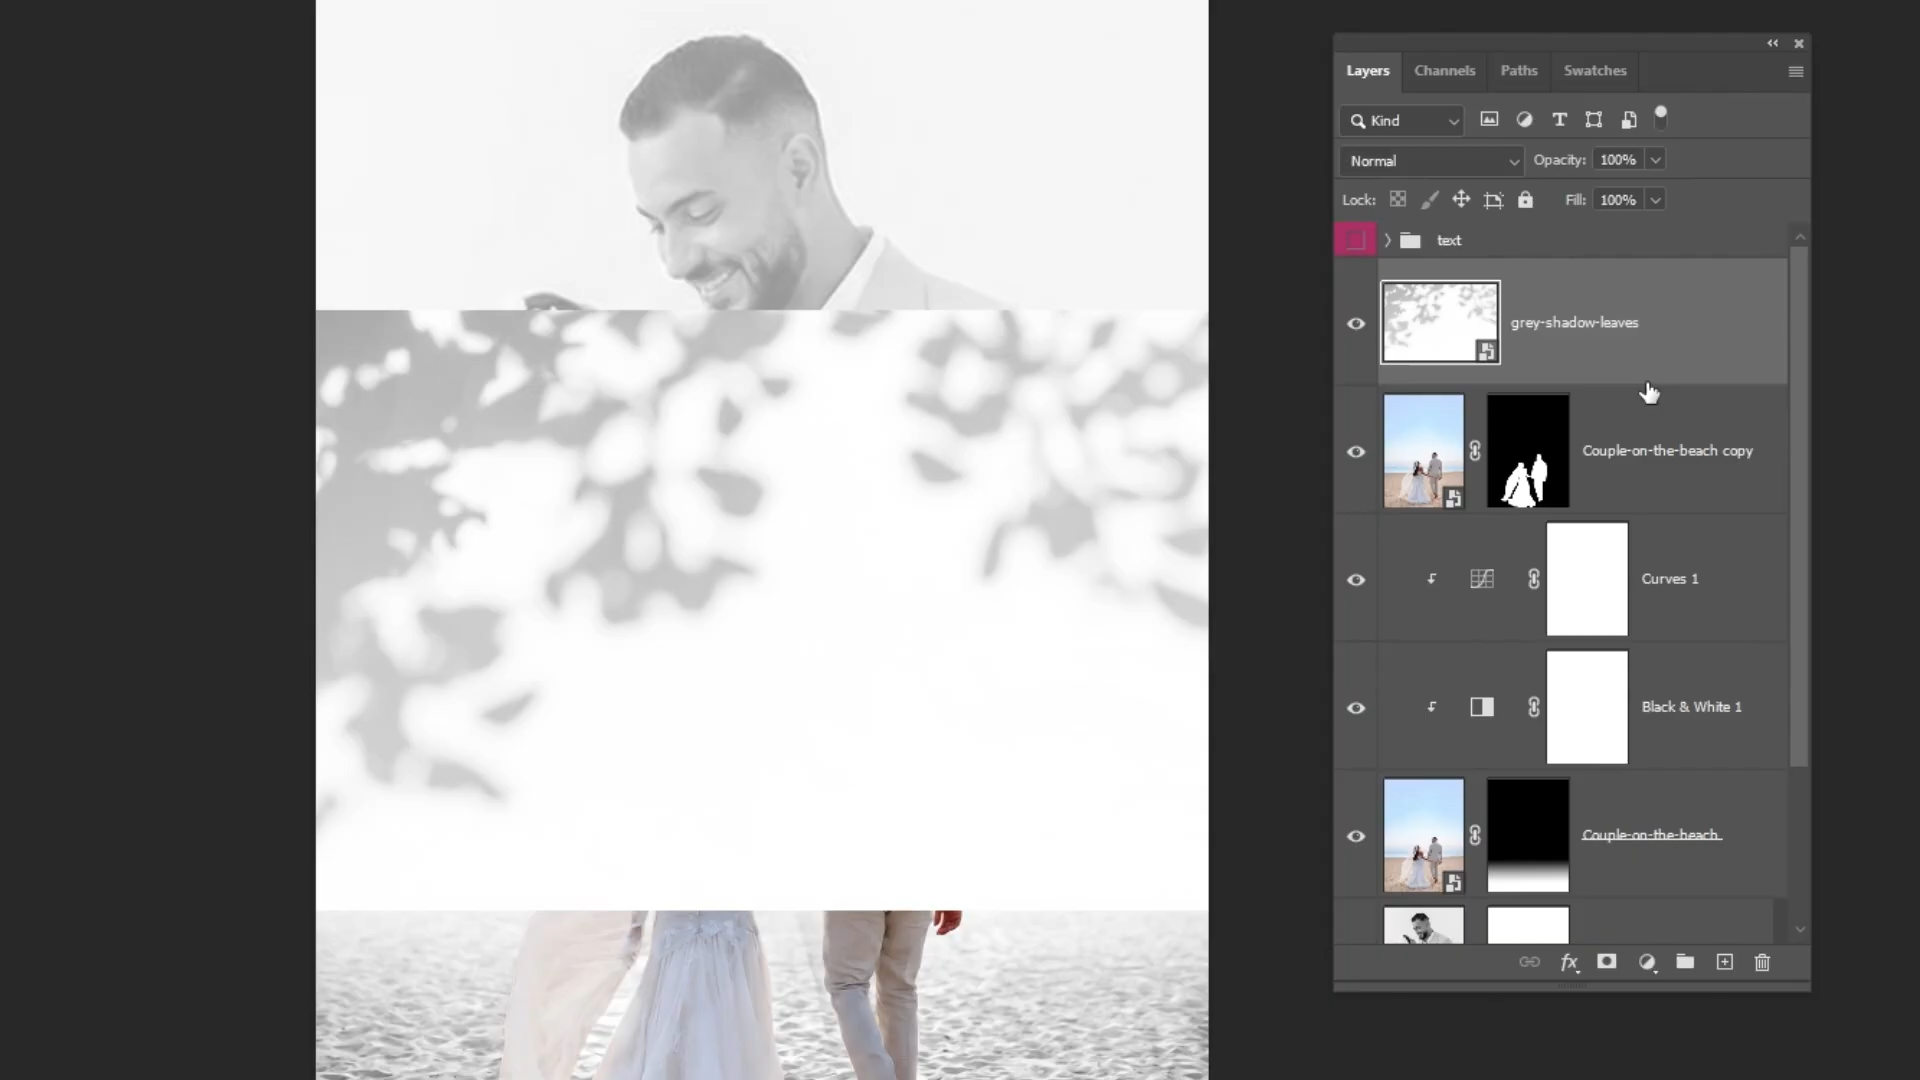 Layers Channels Paths Swatches
Kind
Normal Opacity: 100%
Lock: Fill: 100%
text
grey-shadow-leaves
Couple-on-the-beach copy
Curves 1
Black & White 1
Couple-on-the-beach
fx